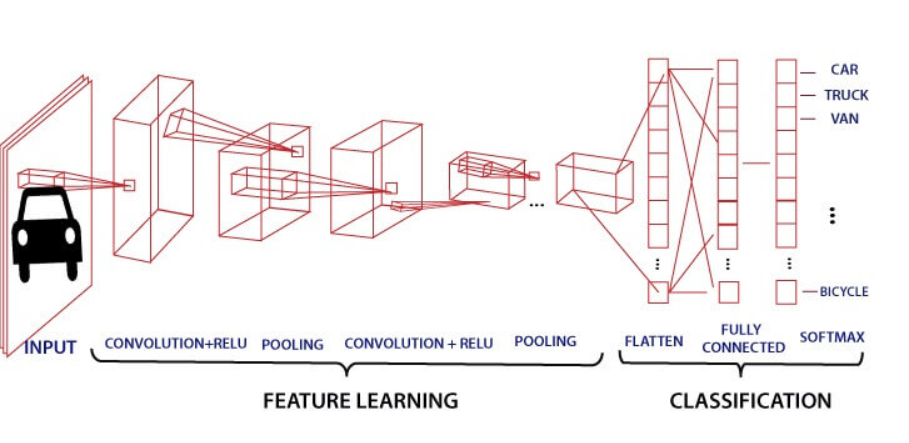 CAR
TRUCK
VAN
BICYCLE
INPUT
CONVOLUTION+RELU
POOLING
CONVOLUTION + RELU
POOLING
FLATTEN
FULLY
CONNECTED
SOFTMAX
FEATURE LEARNING
CLASSIFICATION